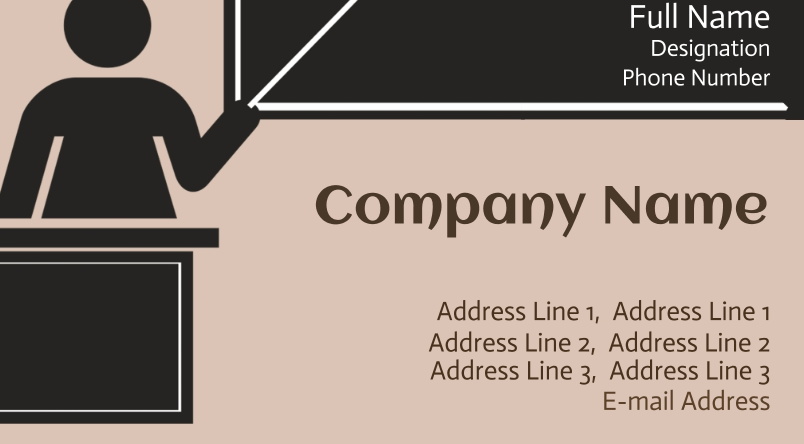 Full Name
Designation
Phone Number
Company Name
Address Line 1,  Address Line 1
Address Line 2,  Address Line 2
Address Line 3,  Address Line 3
E-mail Address